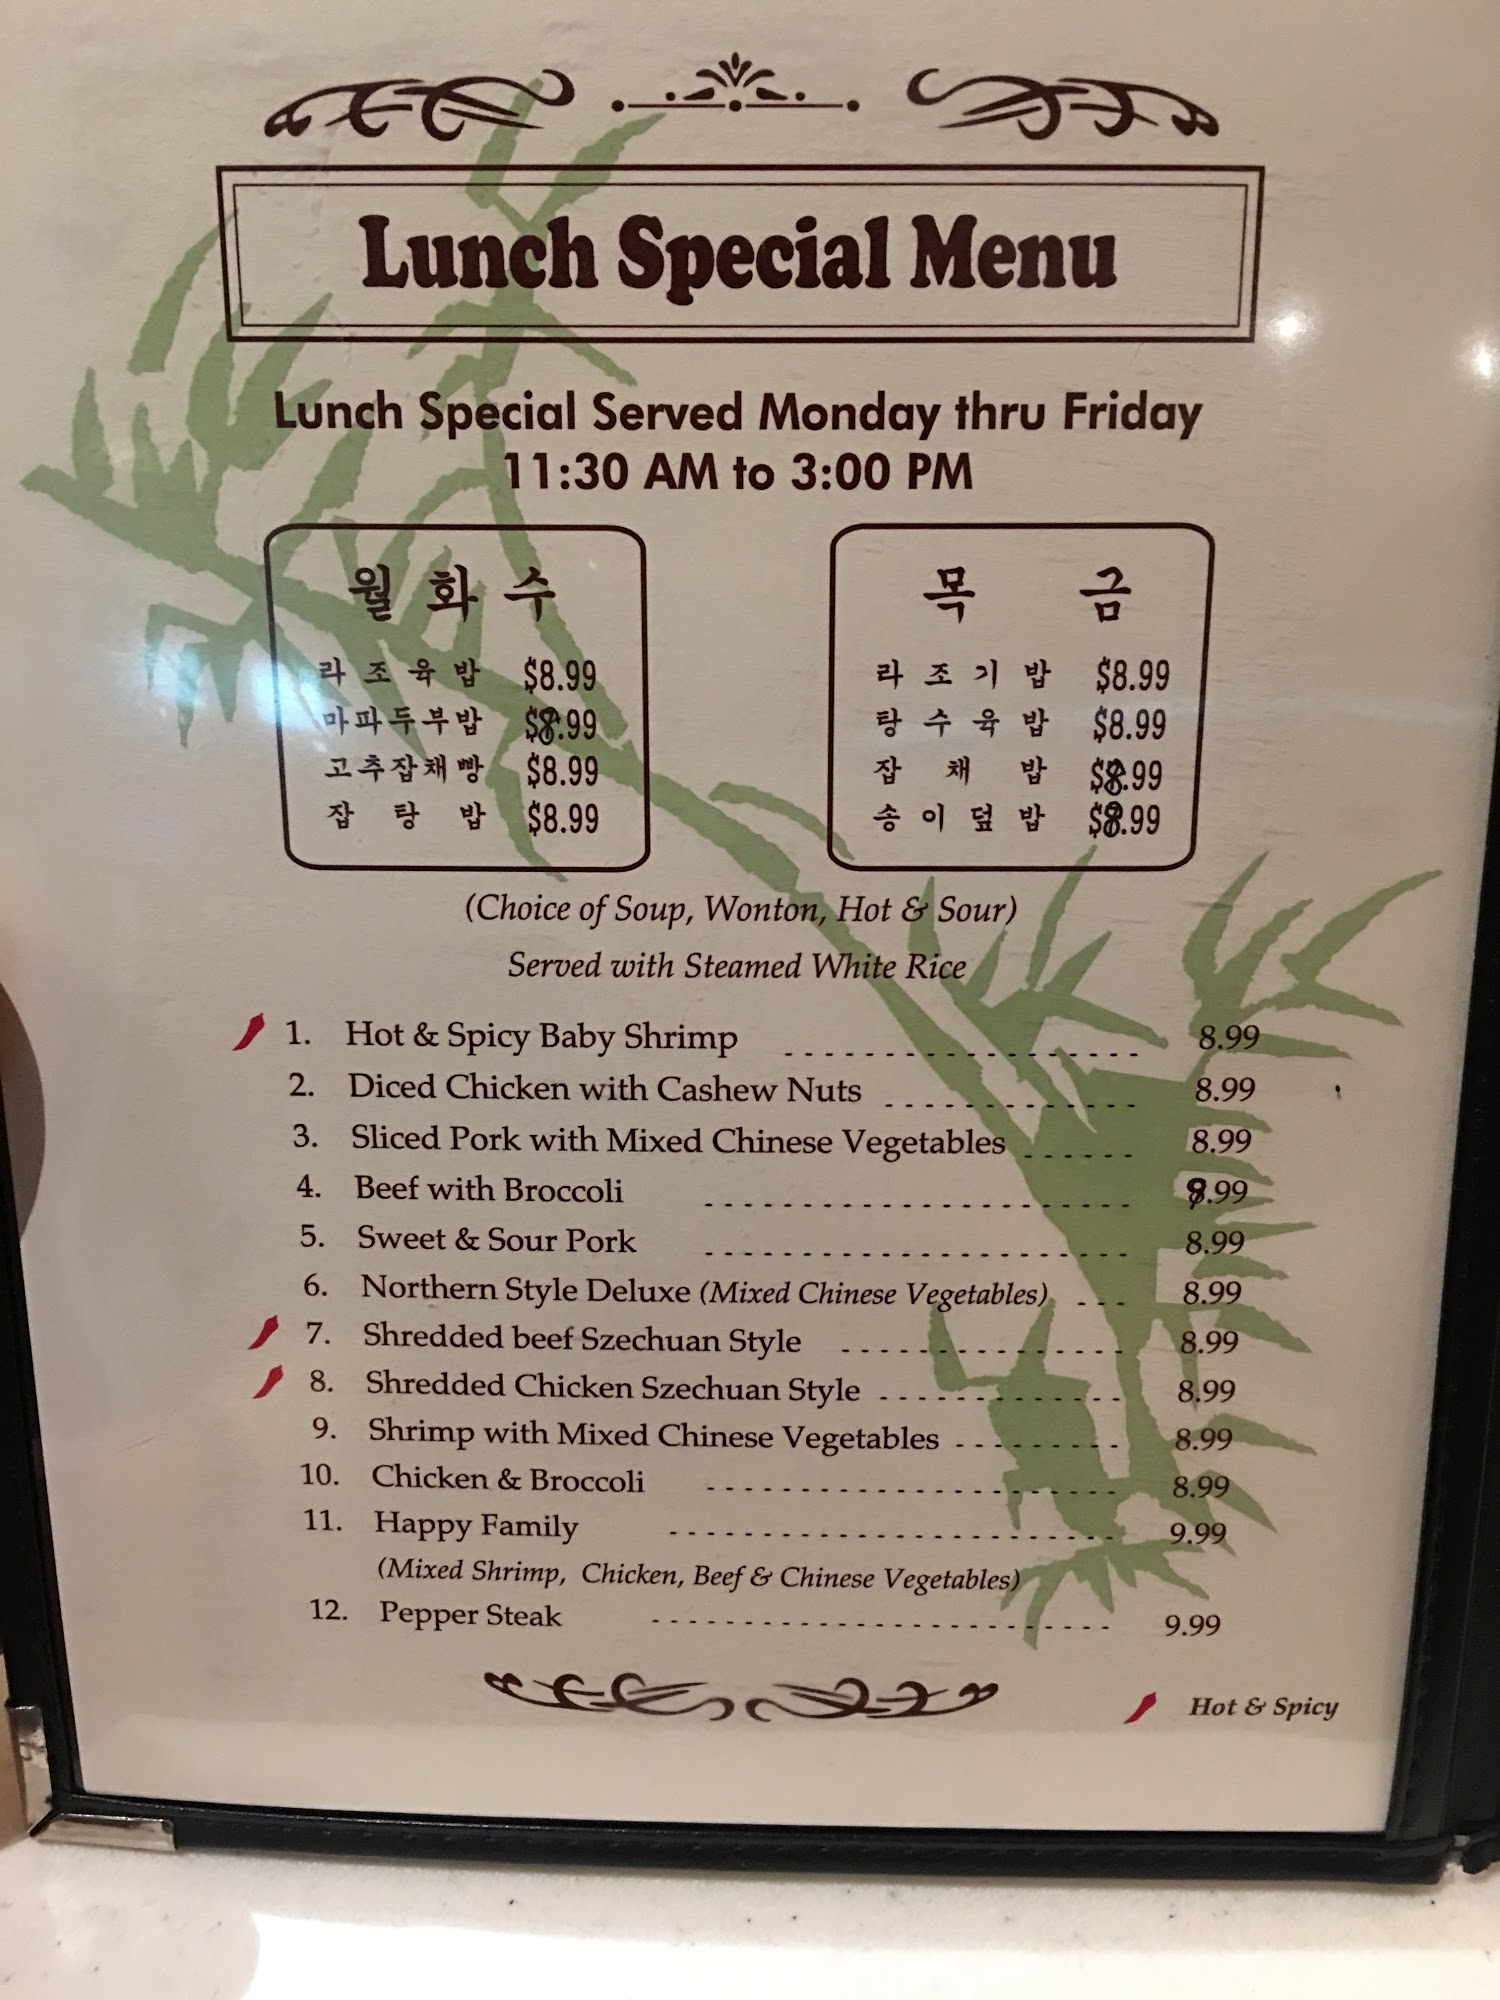 Lunch Special Menu
Lunch Special Served Monday thru Friday
11:30 AM to 3:00 PM
월 화 수
라 조 육 밥 $8.99
마파두부밥 $8.99
고추잡채빵 $8.99
잡 탕 밥 $8.99
목 금
라 조 기 밥 $8.99
탕 수 육 밥 $8.99
잡 채 밥 $8.99
송 이 덮 밥 $8.99
(Choice of Soup, Wonton, Hot & Sour)
Served with Steamed White Rice
1. Hot & Spicy Baby Shrimp 8.99
2. Diced Chicken with Cashew Nuts 8.99
3. Sliced Pork with Mixed Chinese Vegetables 8.99
4. Beef with Broccoli 9.99
5. Sweet & Sour Pork 8.99
6. Northern Style Deluxe (Mixed Chinese Vegetables) 8.99
7. Shredded beef Szechuan Style 8.99
8. Shredded Chicken Szechuan Style 8.99
9. Shrimp with Mixed Chinese Vegetables 8.99
10. Chicken & Broccoli 8.99
11. Happy Family 9.99
(Mixed Shrimp, Chicken, Beef & Chinese Vegetables)
12. Pepper Steak 9.99
Hot & Spicy